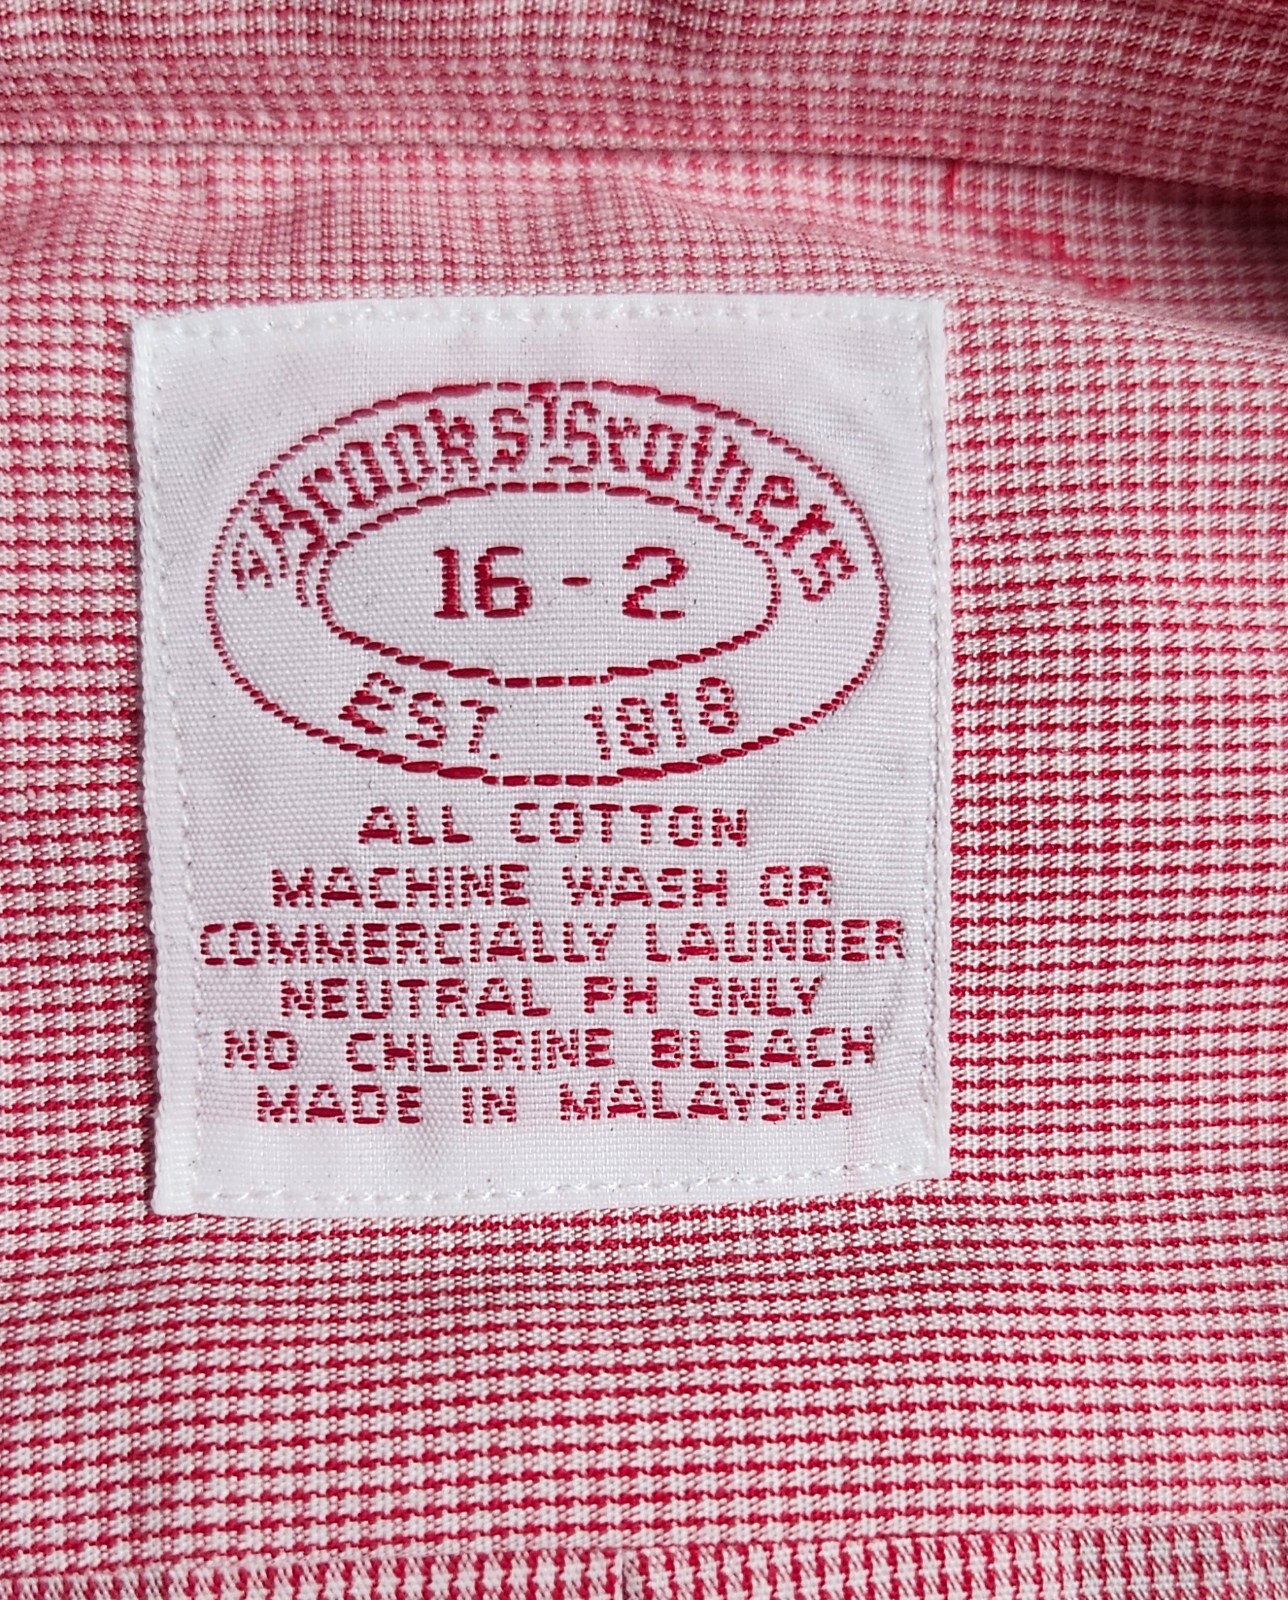 Brooks Brothers
16 - 2
EST. 1818
ALL COTTON
MACHINE WASH OR
COMMERCIALLY LAUNDER
NEUTRAL PH ONLY
NO CHLORINE BLEACH
MADE IN MALAYSIA